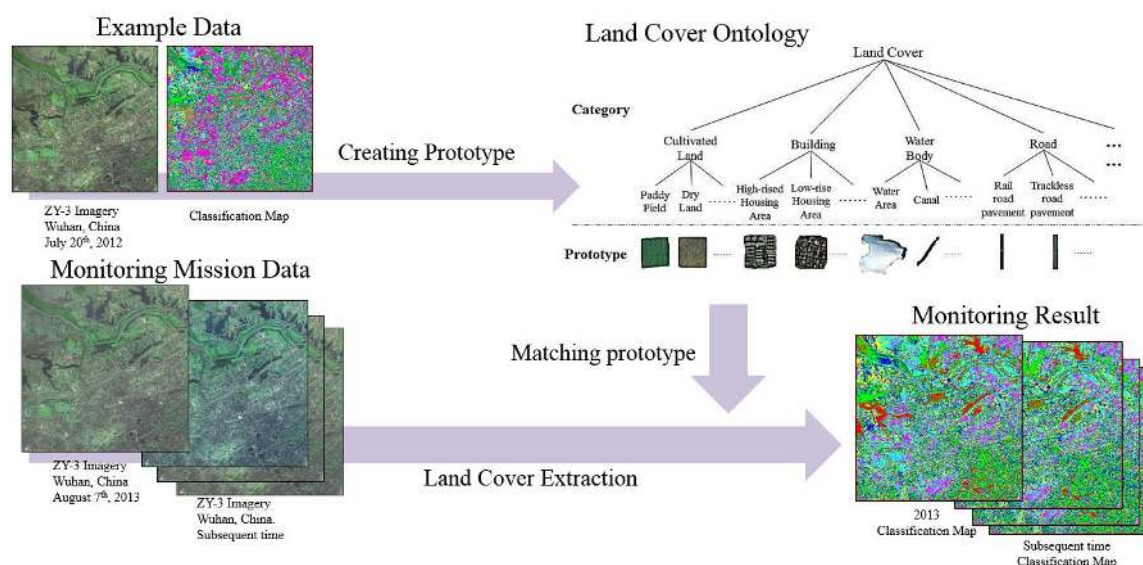 Example Data
ZY-3 Imagery
Wuhan, China
July 20th, 2012
Classification Map
Creating Prototype
Land Cover Ontology
Land Cover
Category
Cultivated
Land
Building
Water
Body
Road
...
...
Paddy
Field
Dry
Land
......
High-rised
Housing
Area
Low-rise
Housing
Area
......
Water
Area
Canal
......
Rail
road
pavement
Trackless
road
pavement
......
Prototype
......
......
......
......
Monitoring Mission Data
ZY-3 Imagery
Wuhan, China
August 7th, 2013
ZY-3 Imagery
Wuhan, China.
Subsequent time
Matching prototype
Land Cover Extraction
Monitoring Result
2013
Classification Map
Subsequent time
Classification Map